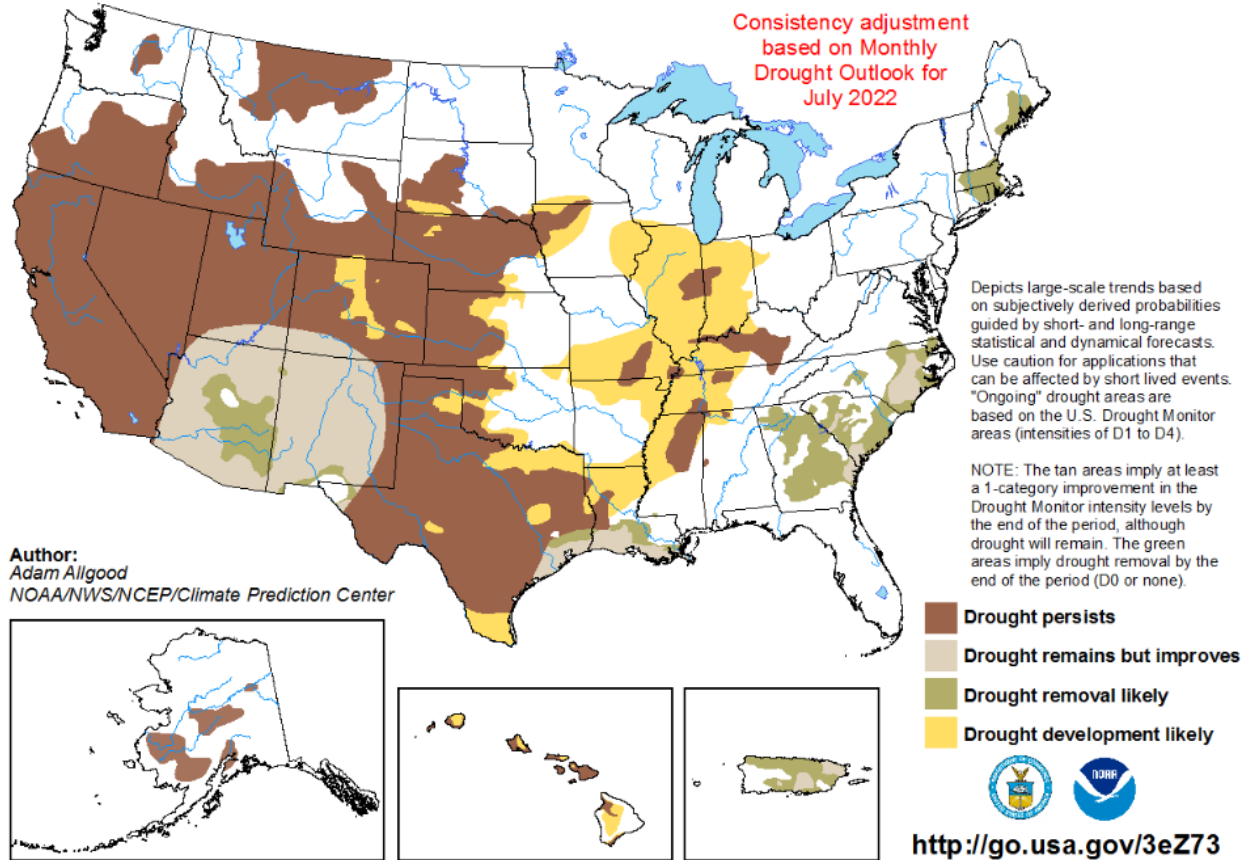 Consistency adjustment
based on Monthly
Drought Outlook for
July 2022
Depicts large-scale trends based
on subjectively derived probabilities
guided by short- and long-range
statistical and dynamical forecasts.
Use caution for applications that
can be affected by short lived events.
"Ongoing" drought areas are
based on the U.S. Drought Monitor
areas (intensities of D1 to D4).
NOTE: The tan areas imply at least
a 1-category improvement in the
Drought Monitor intensity levels by
the end of the period, although
drought will remain. The green
areas imply drought removal by the
end of the period (D0 or none).
Author:
Adam Allgood
NOAA/NWS/NCEP/Climate Prediction Center
Drought persists
Drought remains but improves
Drought removal likely
Drought development likely
NOAA
http://go.usa.gov/3eZ73